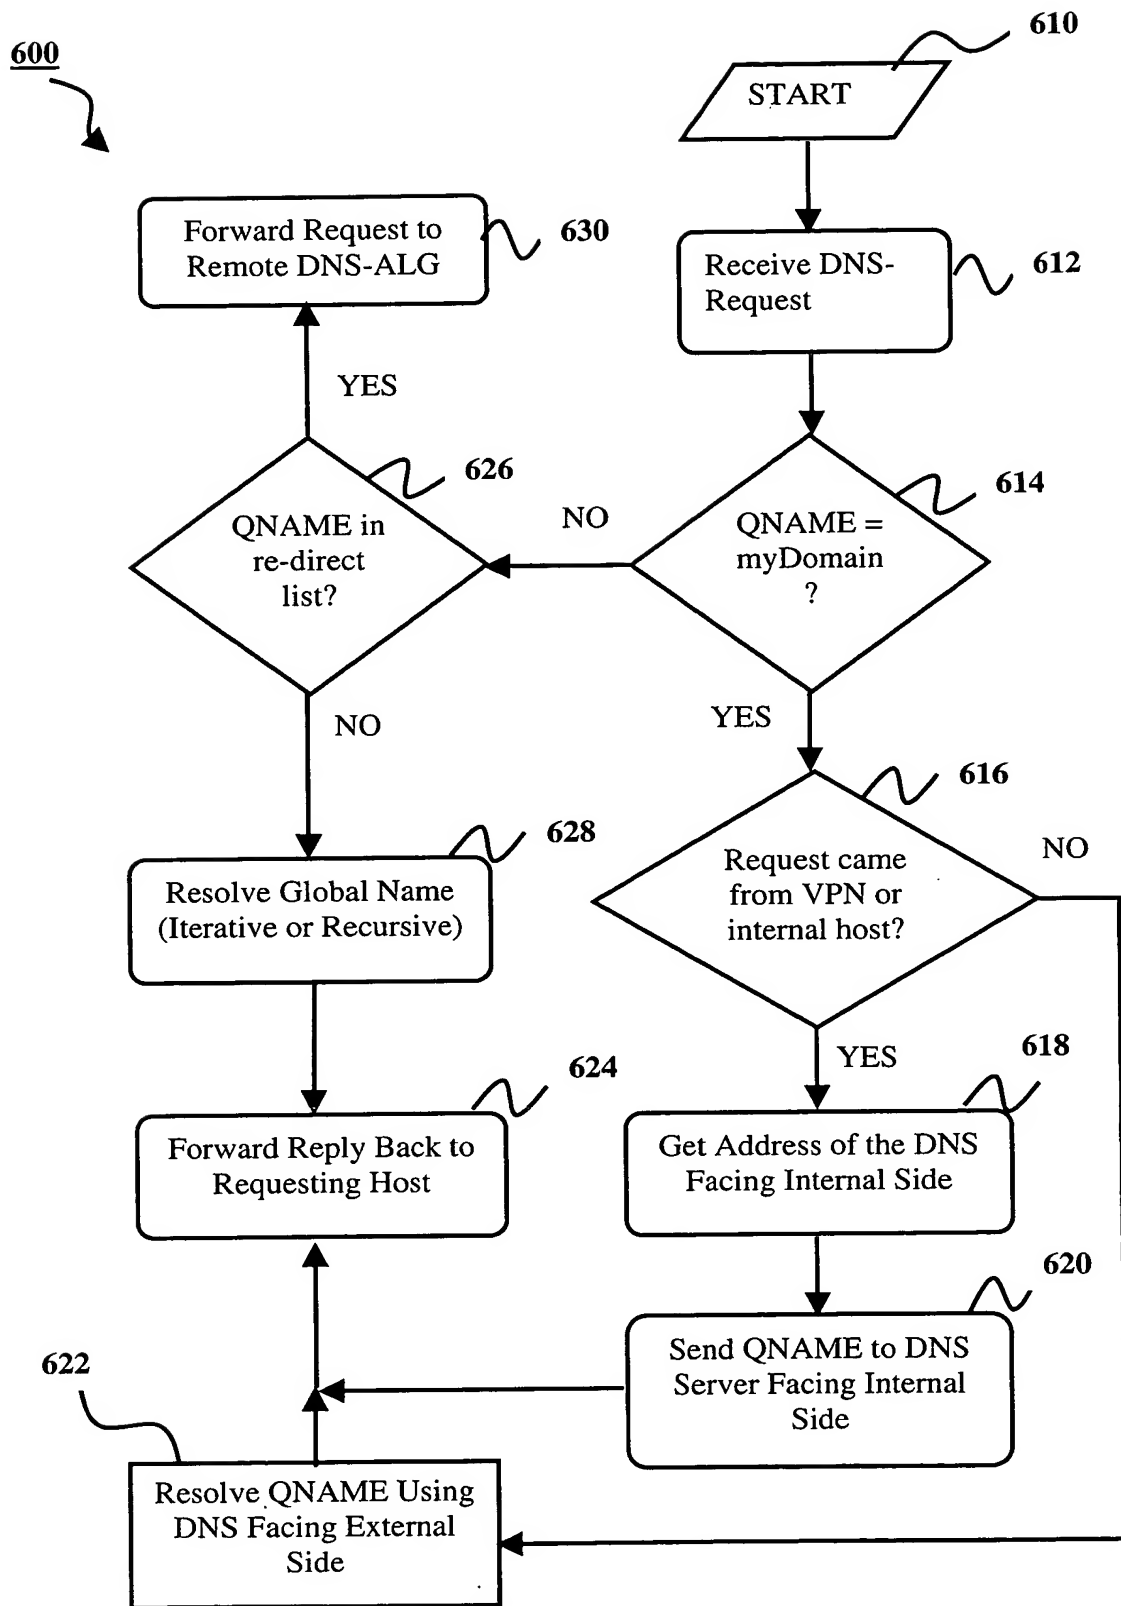 600
610
START
Forward Request to
Remote DNS-ALG
630
Receive DNS-
Request
612
YES
626
QNAME in
re-direct
list?
NO
614
QNAME =
myDomain
?
NO
YES
616
Request came
from VPN or
internal host?
NO
628
Resolve Global Name
(Iterative or Recursive)
YES
618
624
Forward Reply Back to
Requesting Host
Get Address of the DNS
Facing Internal Side
620
Send QNAME to DNS
Server Facing Internal
Side
622
Resolve QNAME Using
DNS Facing External
Side